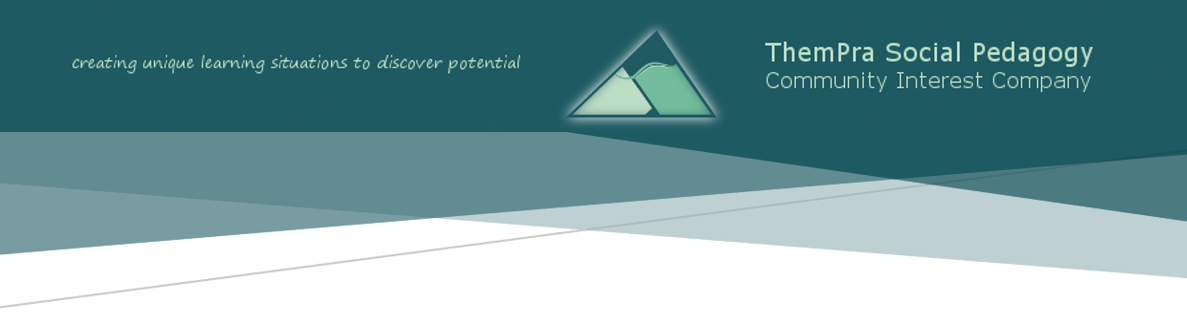 creating unique learning situations to discover potential
ThemPra Social Pedagogy
Community Interest Company